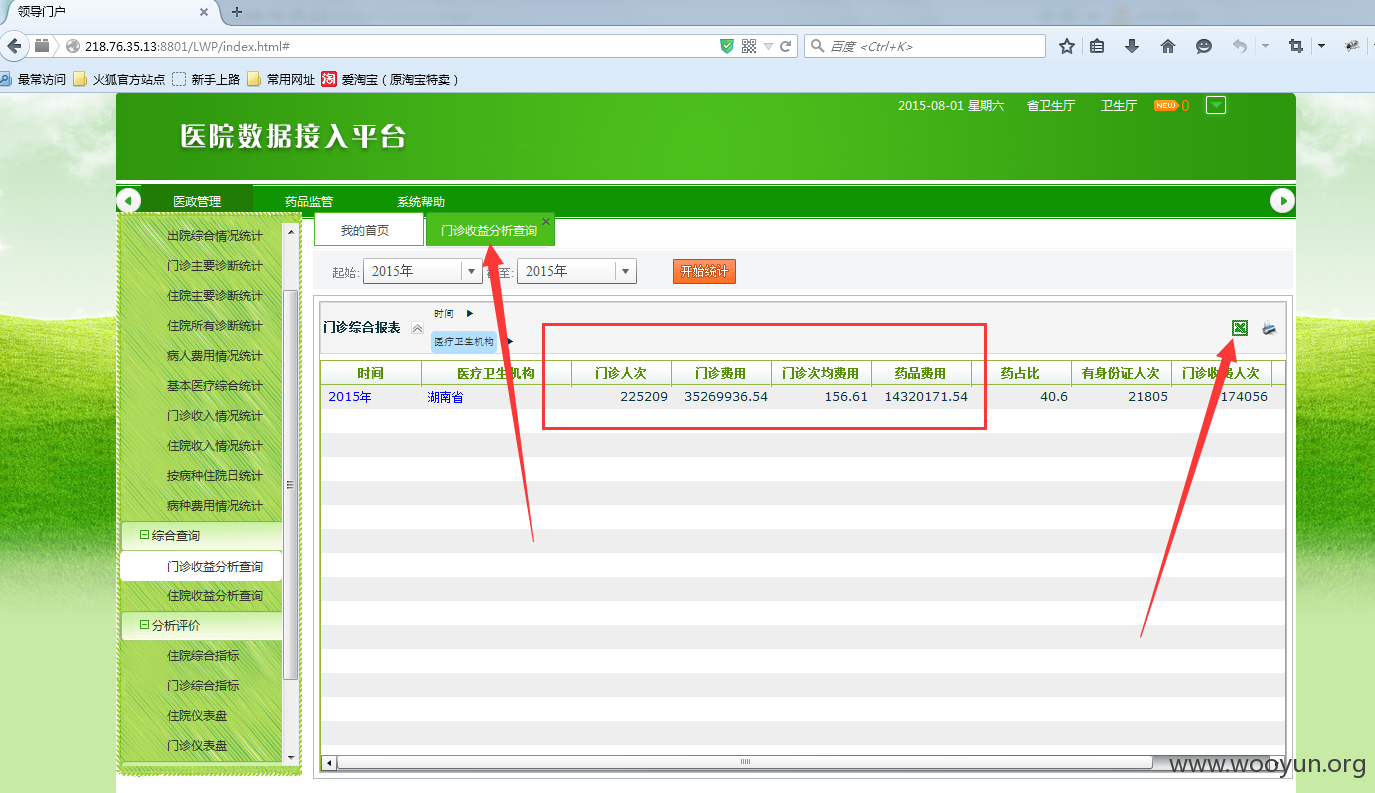 领导门户
218.76.35.13:8801/LWP/index.html#
百度 <Ctrl+K>
最常访问 火狐官方站点 新手上路 常用网址 淘 爱淘宝（原淘宝特卖）
2015-08-01 星期六 省卫生厅 卫生厅 NEW 0
医院数据接入平台
医政管理 药品监管 系统帮助
我的首页 门诊收益分析查询
起始: 2015年 至: 2015年 开始统计
出院综合情况统计
门诊主要诊断统计
住院主要诊断统计
住院所有诊断统计
病人费用情况统计
基本医疗综合统计
门诊收入情况统计
住院收入情况统计
按病种住院日统计
病种费用情况统计
综合查询
门诊收益分析查询
住院收益分析查询
分析评价
住院综合指标
门诊综合指标
住院仪表盘
门诊仪表盘
门诊综合报表
时间
医疗卫生机构
时间 医疗卫生机构 门诊人次 门诊费用 门诊次均费用 药品费用 药占比 有身份证人次 门诊收费人次
2015年 湖南省 225209 35269936.54 156.61 14320171.54 40.6 21805 174056
www.wooyun.org